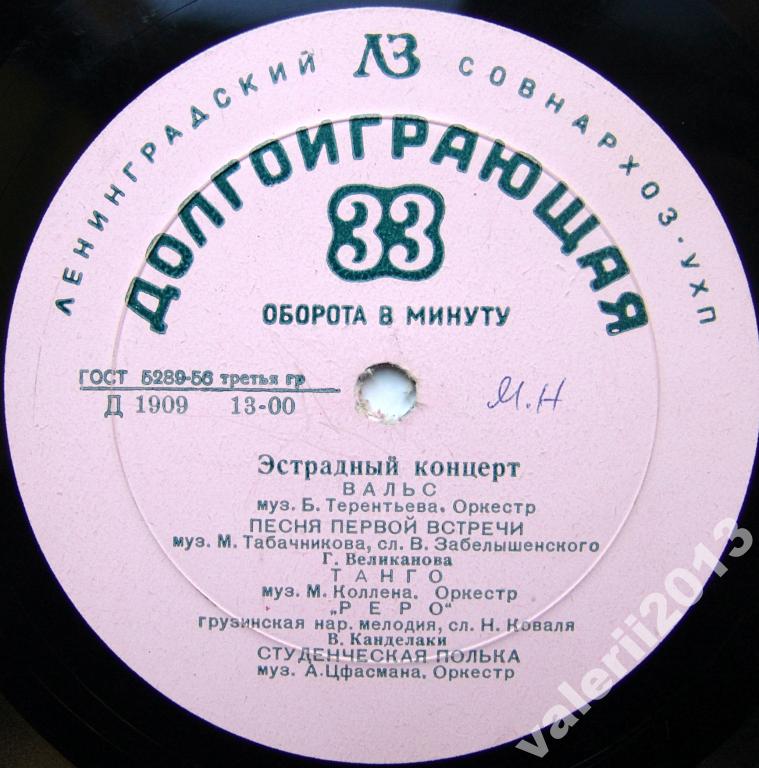 ЛЕНИНГРАДСКИЙ ЛЗ СОВНАРХОЗ·УХП
ДОЛГОИГРАЮЩАЯ
33
ОБОРОТА В МИНУТУ
ГОСТ 5289-56 третья гр
Д 1909 13-00
М.Н
Эстрадный концерт
ВАЛЬС
муз. Б. Терентьева. Оркестр
ПЕСНЯ ПЕРВОЙ ВСТРЕЧИ
муз. М. Табачникова, сл. В. Забелышенского
Г. Великанова
ТАНГО
муз. М. Коллена. Оркестр
„РЕРО"
грузинская нар. мелодия, сл. Н. Коваля
В. Канделаки
СТУДЕНЧЕСКАЯ ПОЛЬКА
муз. А.Цфасмана, Оркестр
valerii2013